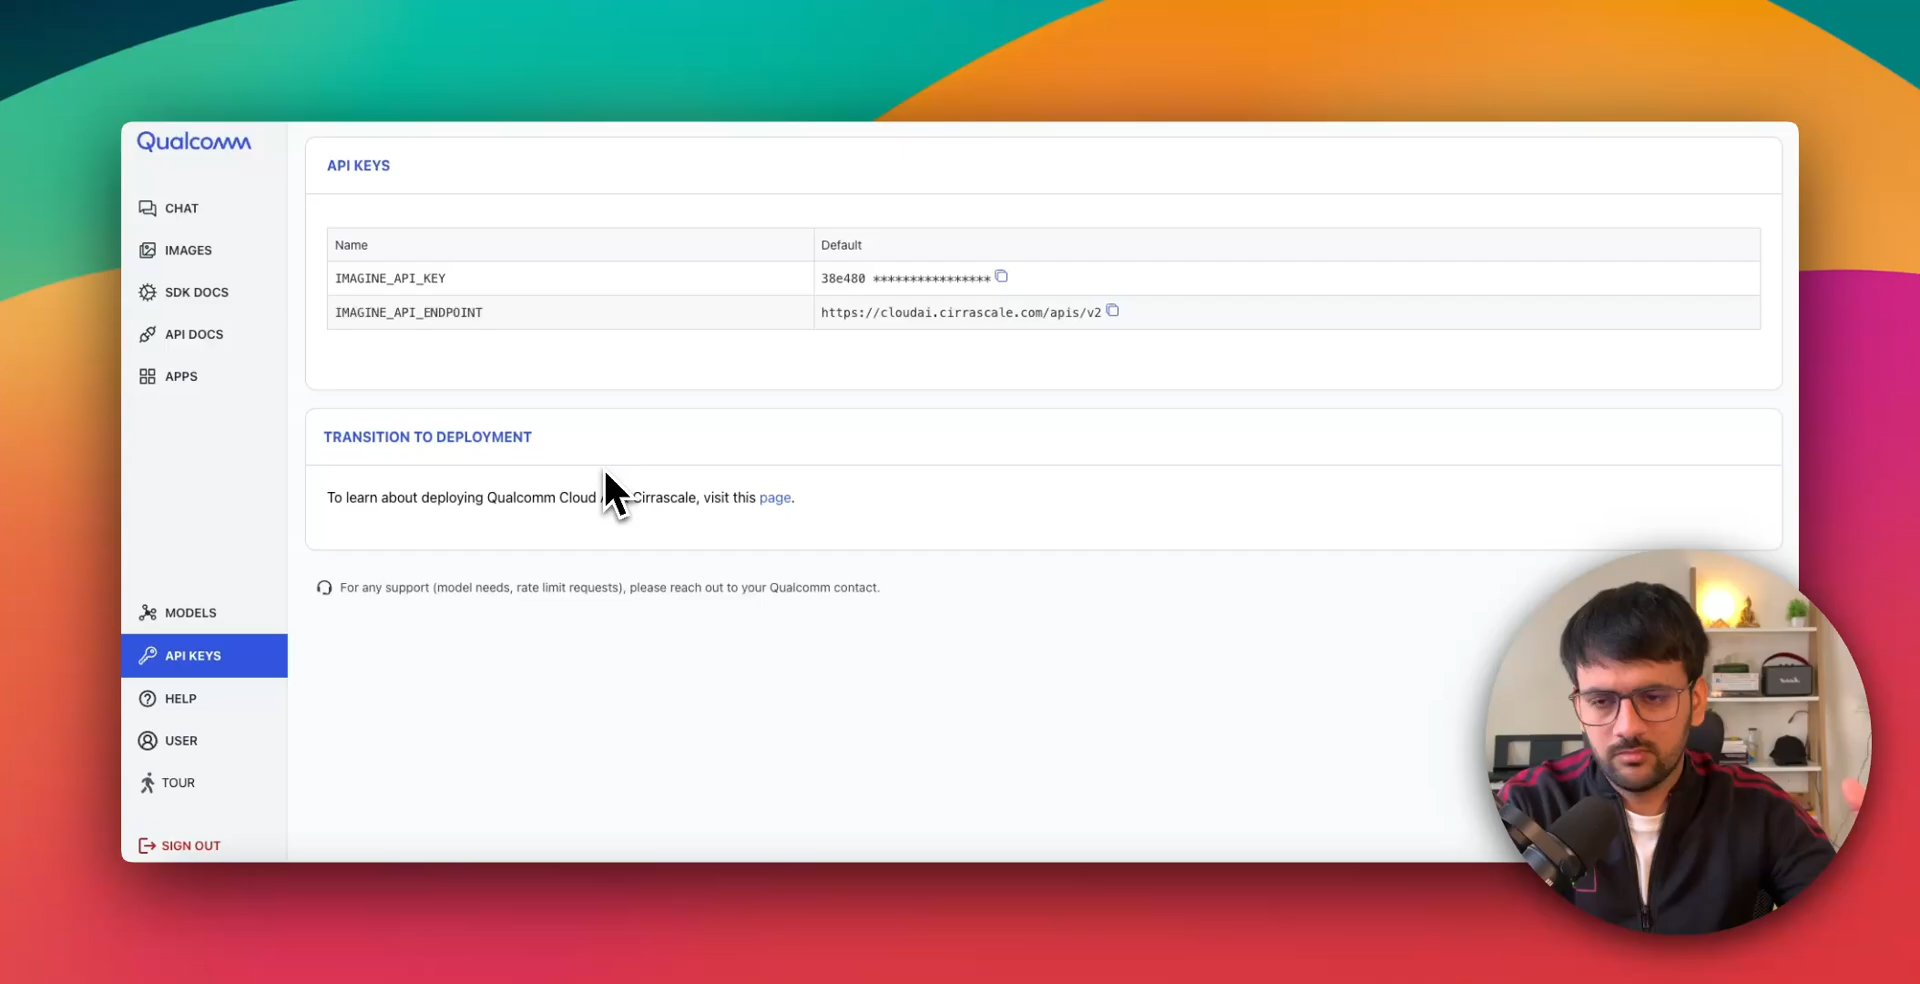 Qualcomm
CHAT
IMAGES
SDK DOCS
API DOCS
APPS
MODELS
API KEYS
HELP
USER
TOUR
SIGN OUT
API KEYS
Name Default
IMAGINE_API_KEY 38e480 ****************
IMAGINE_API_ENDPOINT https://cloudai.cirrascale.com/apis/v2
TRANSITION TO DEPLOYMENT
To learn about deploying Qualcomm Cloud Cirrascale, visit this page.
For any support (model needs, rate limit requests), please reach out to your Qualcomm contact.